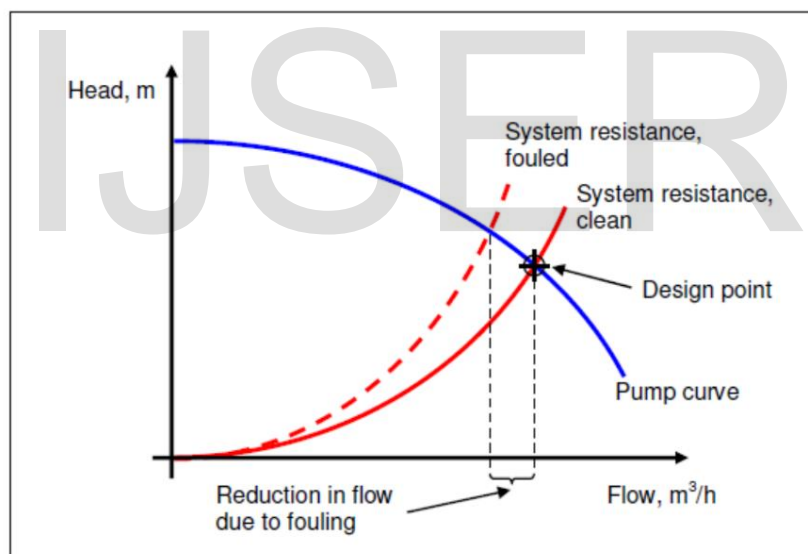 IJSER
Head, m
System resistance,
fouled
System resistance,
clean
Design point
Pump curve
Reduction in flow
due to fouling
Flow, m³/h